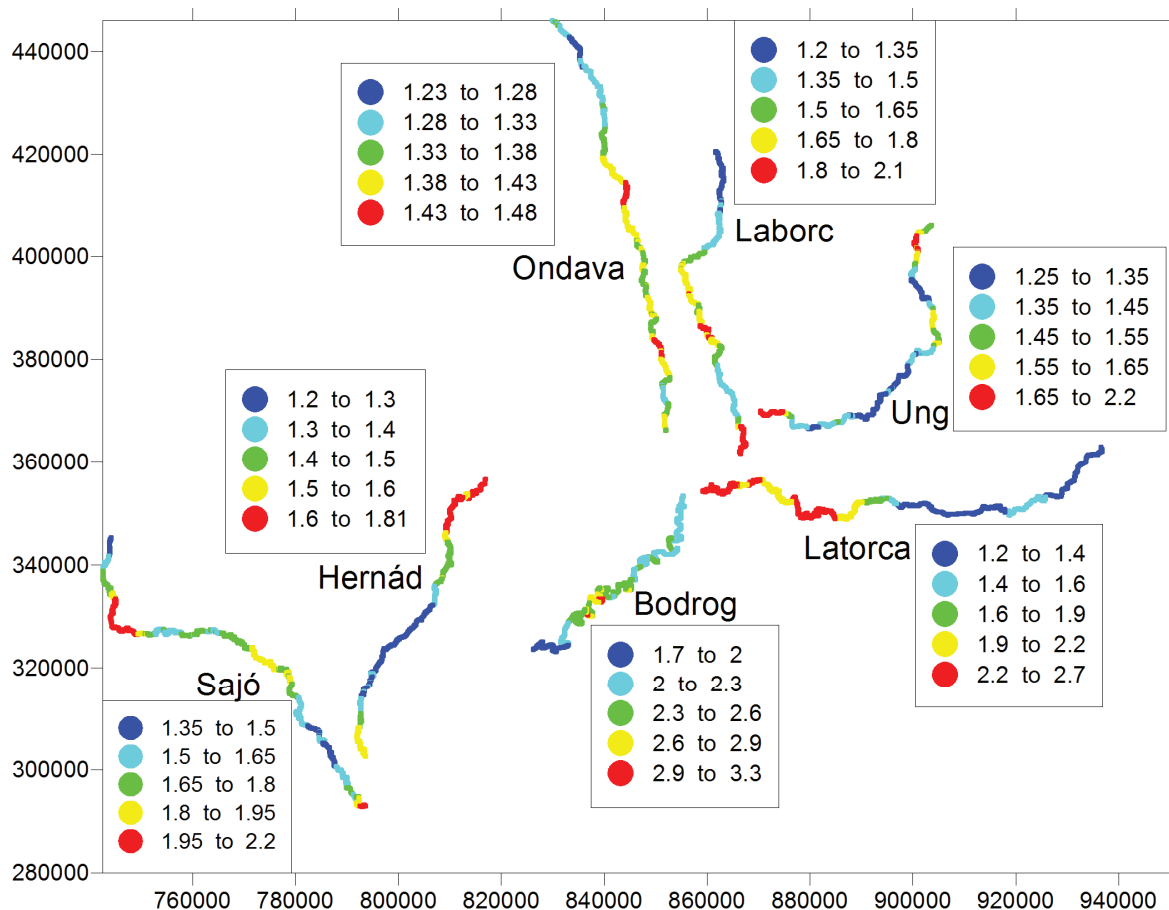 440000
420000
400000
380000
360000
340000
320000
300000
280000
1.23 to 1.28
1.28 to 1.33
1.33 to 1.38
1.38 to 1.43
1.43 to 1.48
Ondava
1.2 to 1.35
1.35 to 1.5
1.5 to 1.65
1.65 to 1.8
1.8 to 2.1
Laborc
1.25 to 1.35
1.35 to 1.45
1.45 to 1.55
1.55 to 1.65
1.65 to 2.2
Ung
1.2 to 1.3
1.3 to 1.4
1.4 to 1.5
1.5 to 1.6
1.6 to 1.81
Hernád
Latorca
1.2 to 1.4
1.4 to 1.6
1.6 to 1.9
1.9 to 2.2
2.2 to 2.7
Bodrog
1.7 to 2
2 to 2.3
2.3 to 2.6
2.6 to 2.9
2.9 to 3.3
Sajó
1.35 to 1.5
1.5 to 1.65
1.65 to 1.8
1.8 to 1.95
1.95 to 2.2
760000 780000 800000 820000 840000 860000 880000 900000 920000 940000